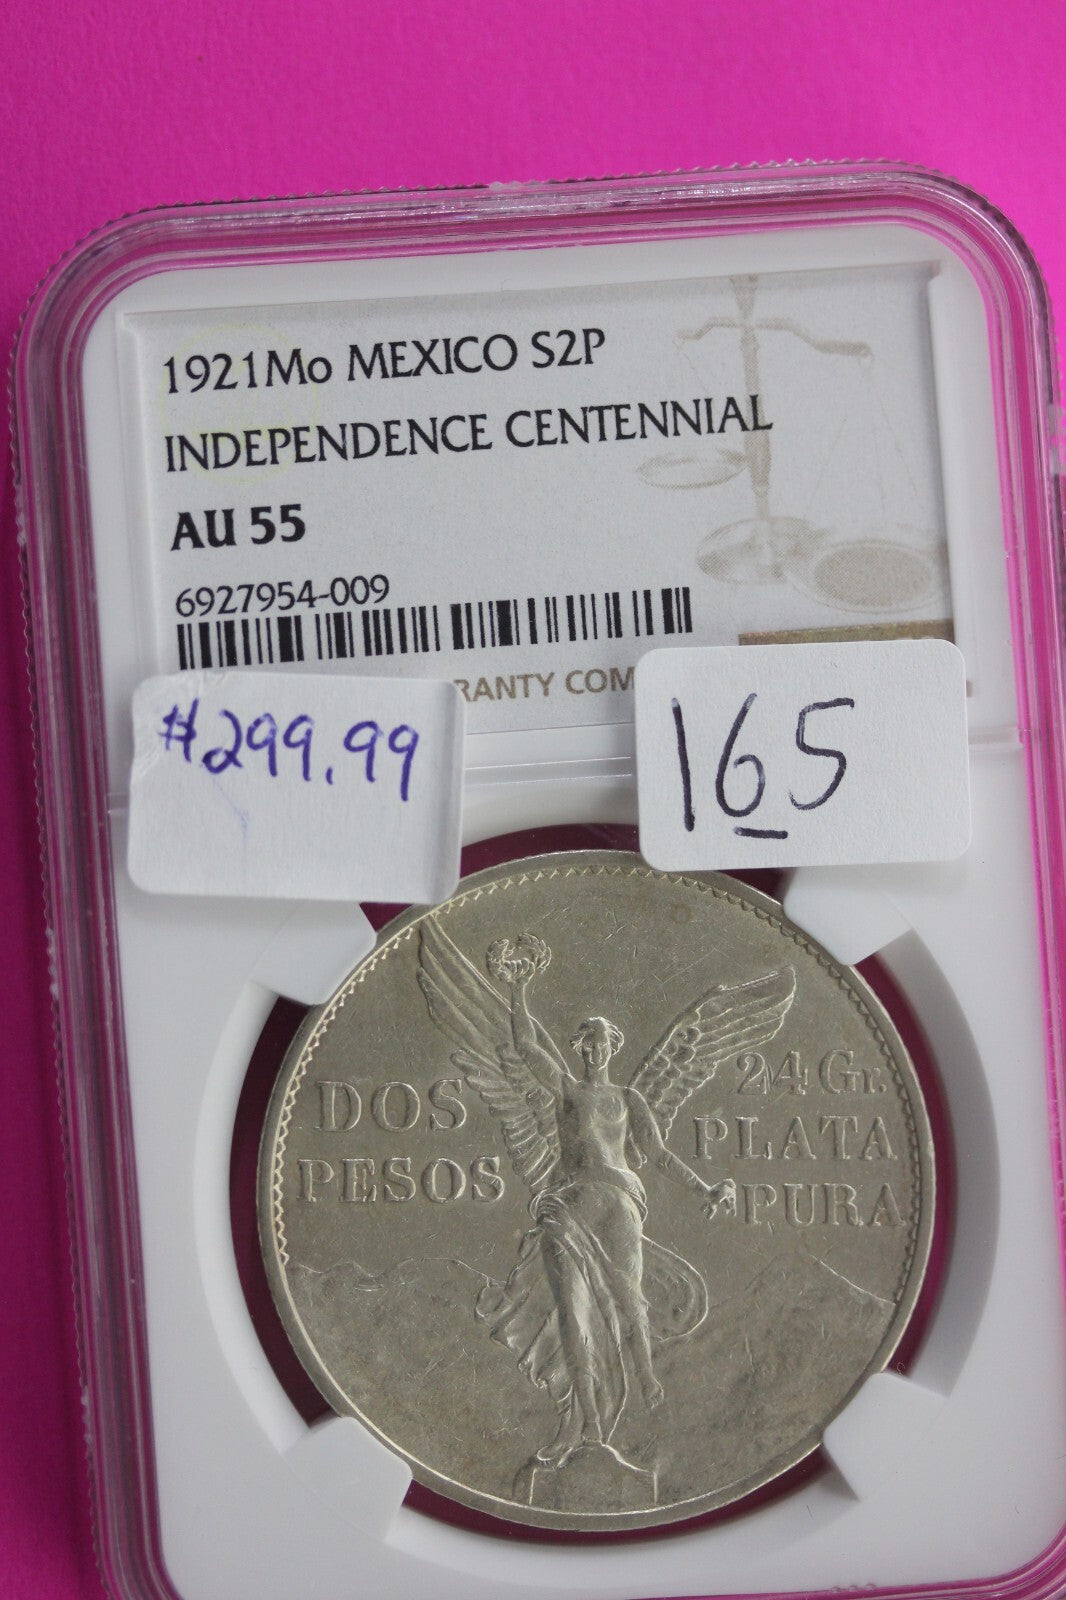 1921Mo MEXICO S2P
INDEPENDENCE CENTENNIAL
AU 55
6927954-009
RANTY COM
$299.99
165
DOS
PESOS
24 Gr.
PLATA
PURA